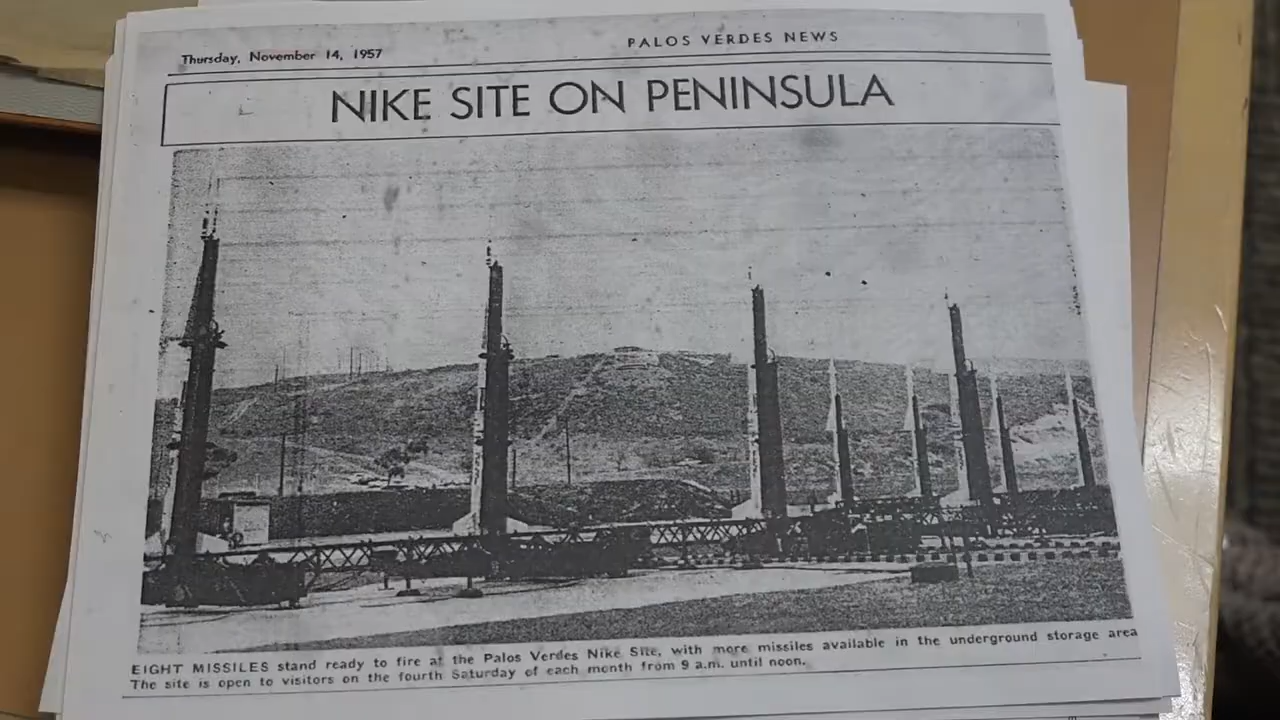 Thursday, November 14, 1957
PALOS VERDES NEWS
NIKE SITE ON PENINSULA
EIGHT MISSILES stand ready to fire at the Palos Verdes Nike Site, with more missiles available in the underground storage area
The site is open to visitors on the fourth Saturday of each month from 9 a.m. until noon.